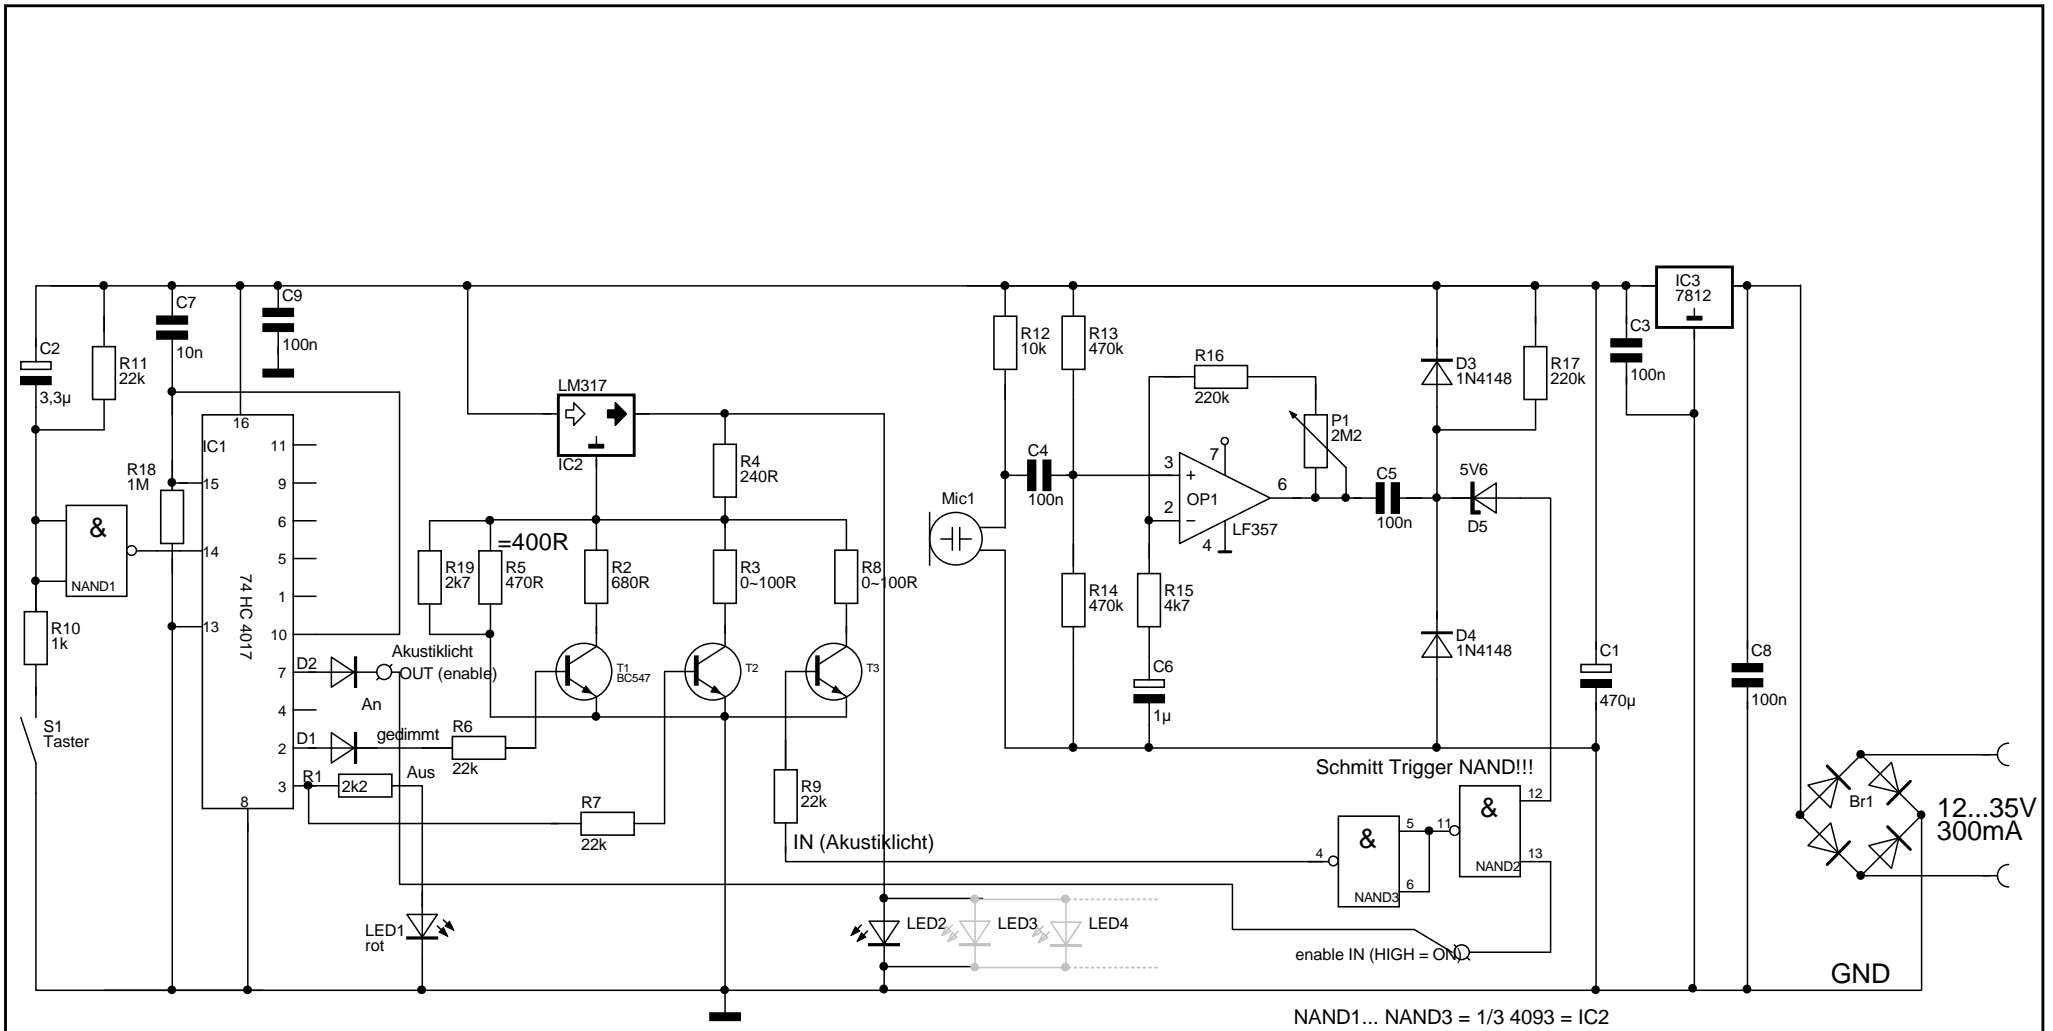 C2
3,3µ
R11
22k
C7
10n
C9
100n
R18
1M
IC1
16
15
14
13
8
74 HC 4017
11
9
6
5
1
10
7
4
2
3
&
NAND1
R10
1k
S1
Taster
D2
Akustiklicht
OUT (enable)
An
D1
gedimmt
Aus
R1
2k2
LED1
rot
LM317
IC2
R4
240R
=400R
R19
2k7
R5
470R
R2
680R
R3
0~100R
R8
0~100R
T1
BC547
T2
T3
R6
22k
R7
22k
R9
22k
IN (Akustiklicht)
LED2
LED3
LED4
R12
10k
R13
470k
C4
100n
Mic1
R14
470k
R15
4k7
C6
1µ
R16
220k
P1
2M2
3
+
2
−
OP1
7
6
4
LF357
C5
100n
D3
1N4148
R17
220k
5V6
D5
D4
1N4148
Schmitt Trigger NAND!!!
&
12
11
13
NAND2
&
5
4
6
NAND3
enable IN (HIGH = ON)
IC3
7812
C3
100n
C1
470µ
C8
100n
Br1
12...35V
300mA
GND
NAND1... NAND3 = 1/3 4093 = IC2